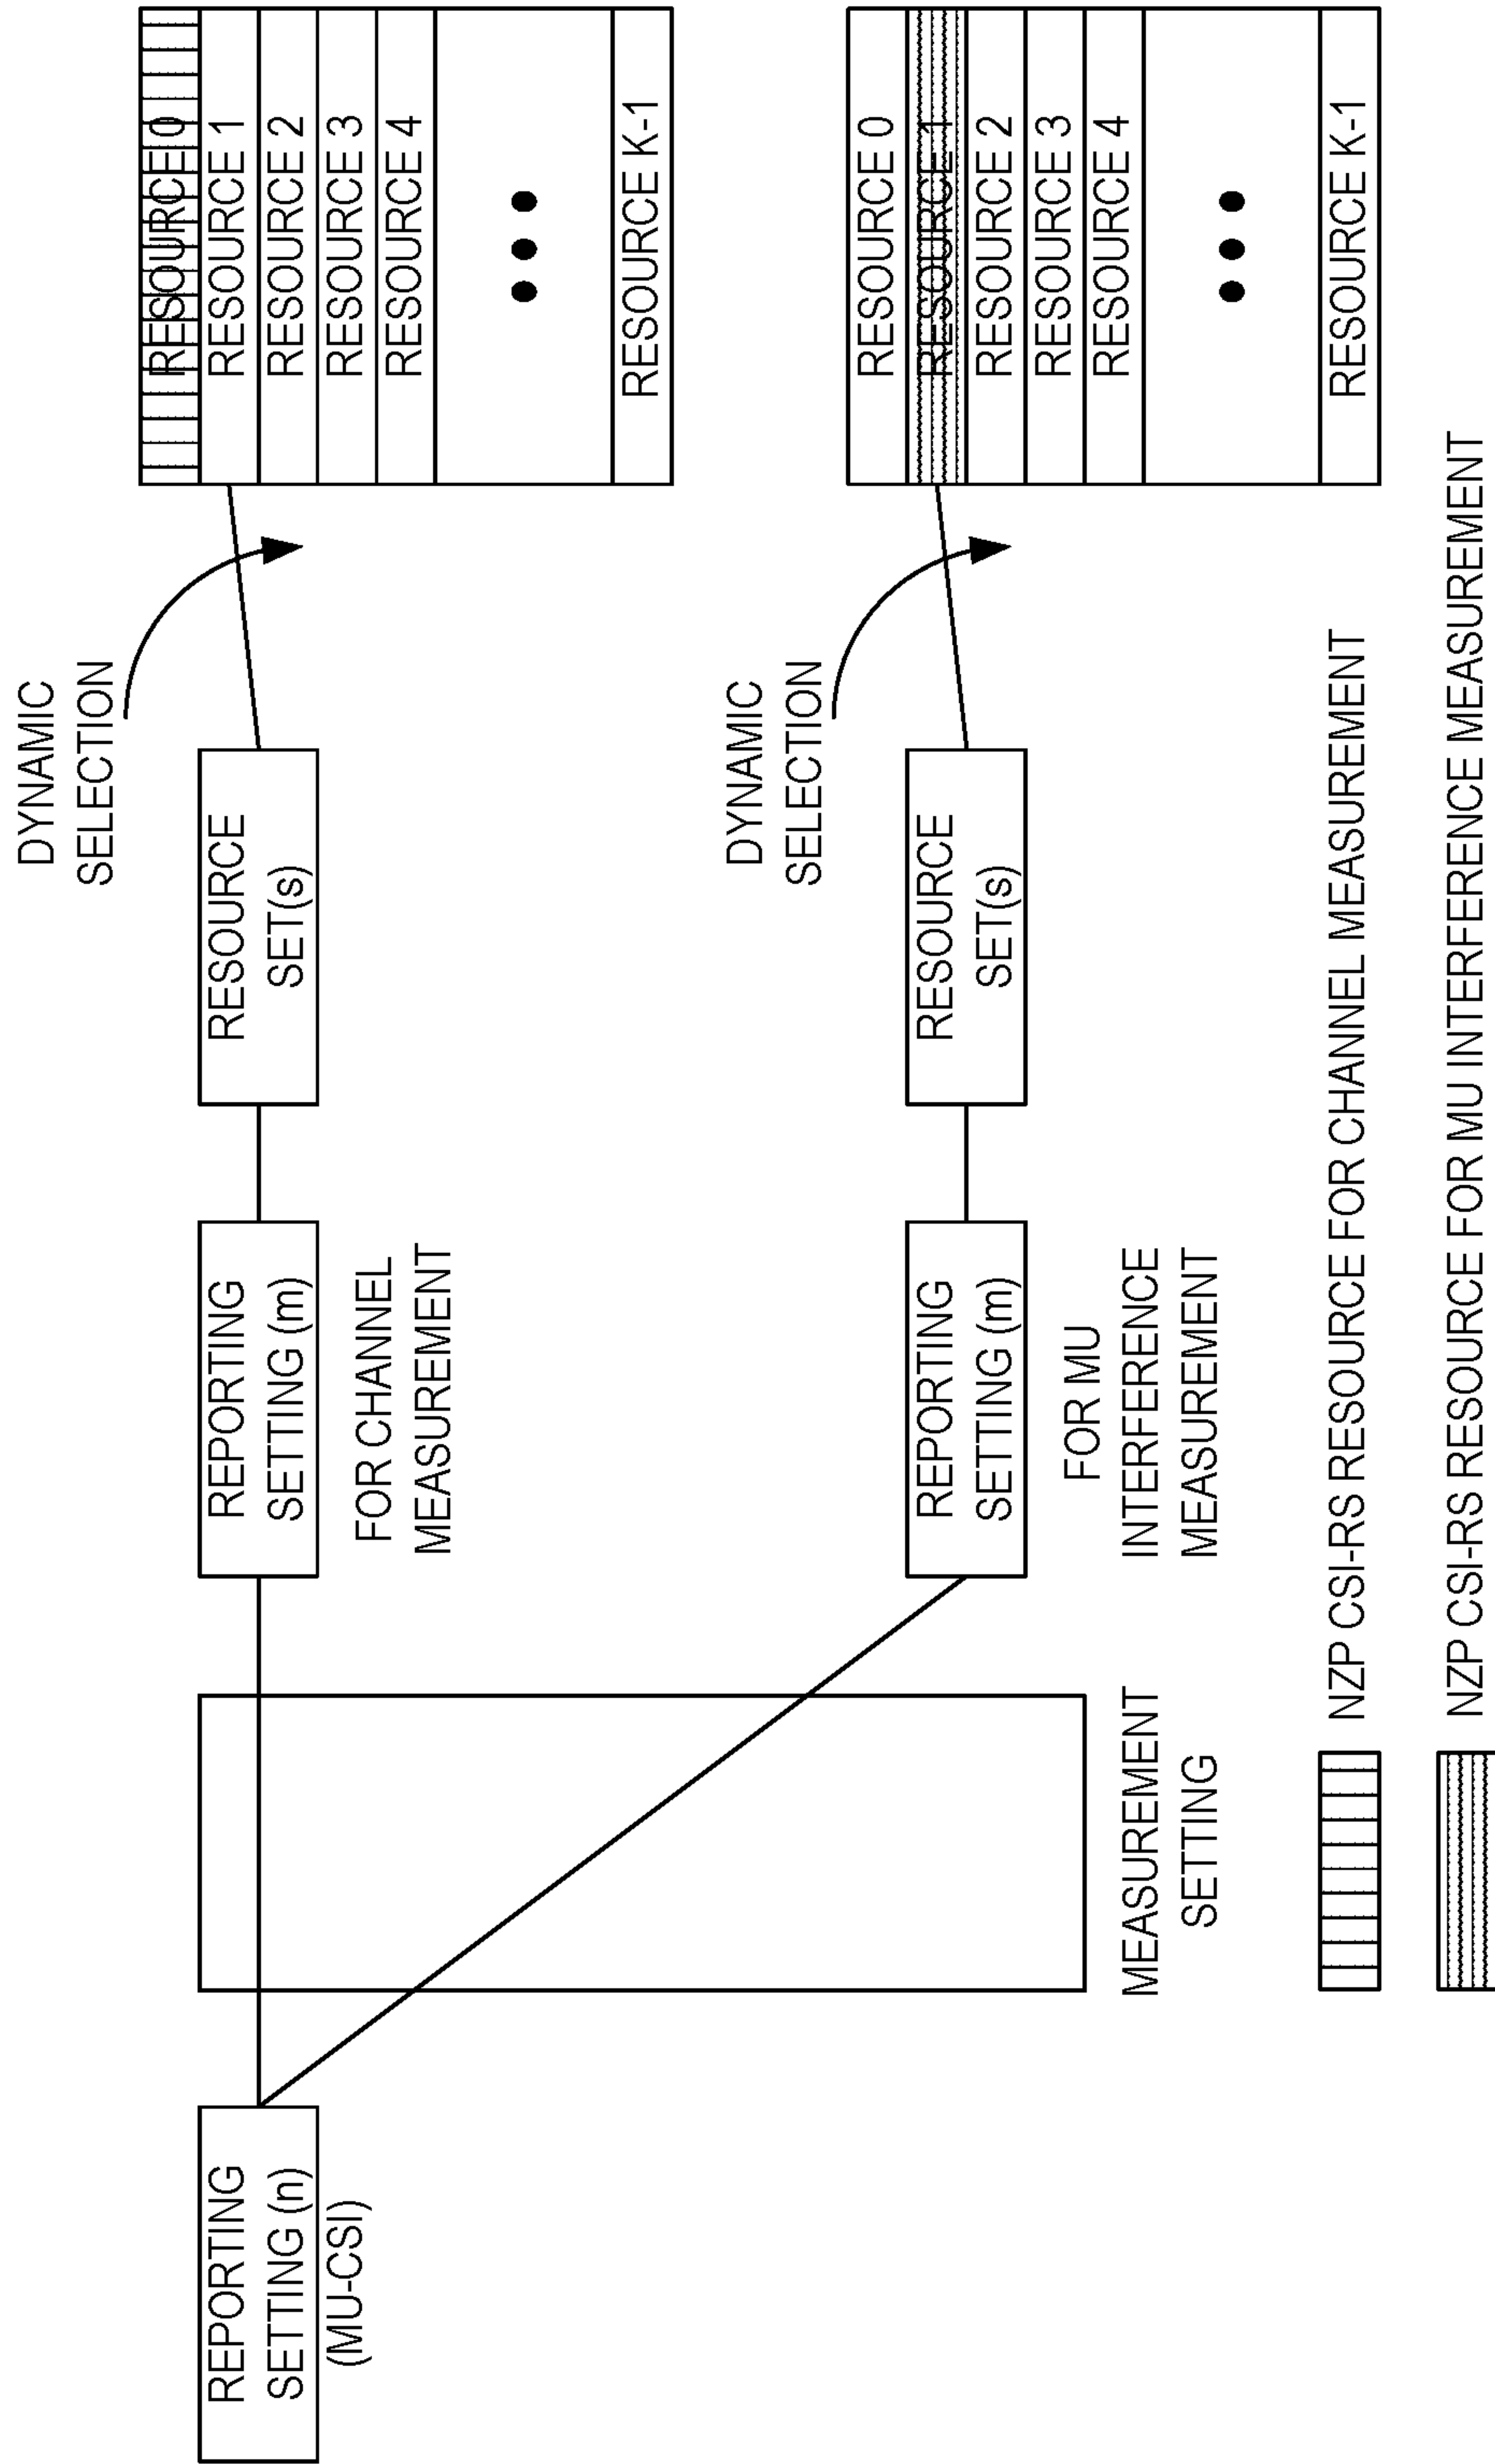 REPORTING
SETTING (n)
(MU-CSI)
MEASUREMENT
SETTING
REPORTING
SETTING (m)
FOR CHANNEL
MEASUREMENT
RESOURCE
SET(s)
DYNAMIC
SELECTION
RESOURCE 0
RESOURCE 1
RESOURCE 2
RESOURCE 3
RESOURCE 4
RESOURCE K-1
REPORTING
SETTING (m)
FOR MU
INTERFERENCE
MEASUREMENT
RESOURCE
SET(s)
DYNAMIC
SELECTION
RESOURCE 0
RESOURCE 1
RESOURCE 2
RESOURCE 3
RESOURCE 4
RESOURCE K-1
NZP CSI-RS RESOURCE FOR CHANNEL MEASUREMENT
NZP CSI-RS RESOURCE FOR MU INTERFERENCE MEASUREMENT